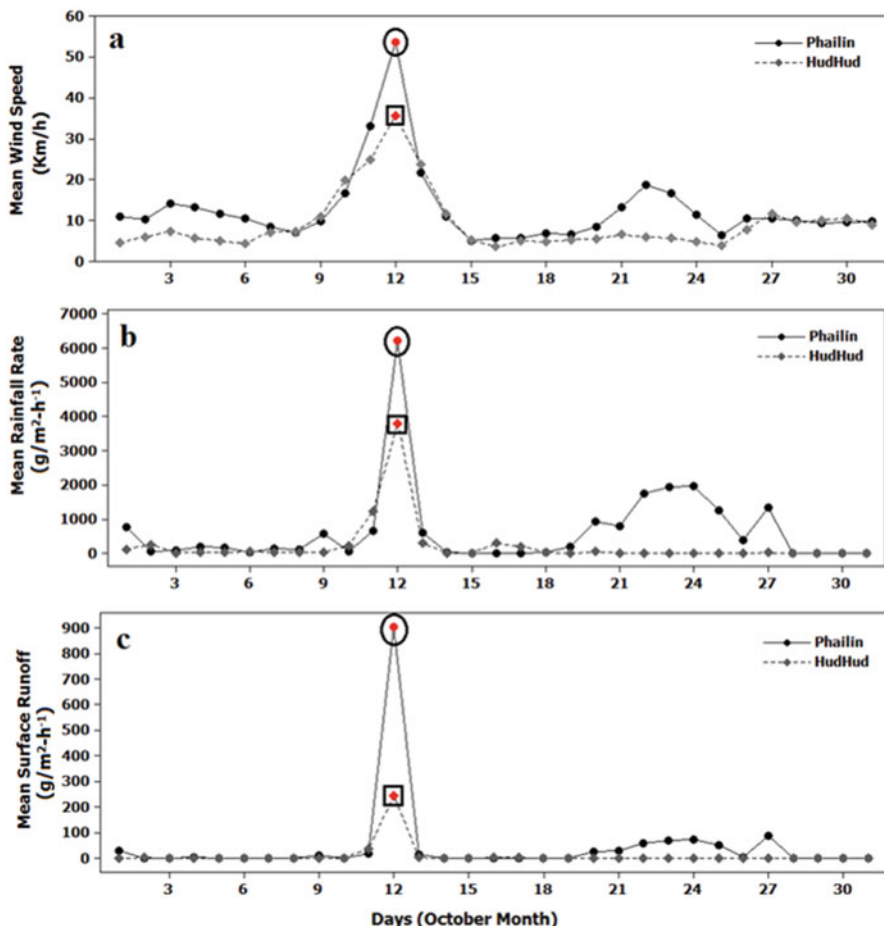 a
Mean Wind Speed
(Km/h)
60
50
40
30
20
10
0
Phailin
HudHud
3 6 9 12 15 18 21 24 27 30
b
Mean Rainfall Rate
(g/m²-h⁻¹)
7000
6000
5000
4000
3000
2000
1000
0
Phailin
HudHud
3 6 9 12 15 18 21 24 27 30
c
Mean Surface Runoff
(g/m²-h⁻¹)
900
800
700
600
500
400
300
200
100
0
Phailin
HudHud
3 6 9 12 15 18 21 24 27 30
Days (October Month)